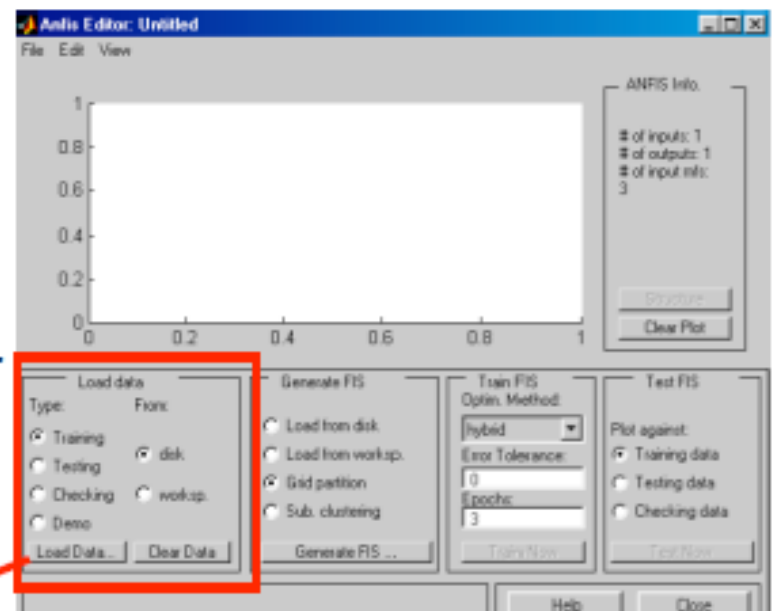 Anfis Editor: Untitled
File Edit View
ANFIS Info.
# of inputs: 1
# of outputs: 1
# of input mfs:
3
Structure
Clear Plot
1
0.8
0.6
0.4
0.2
0
0 0.2 0.4 0.6 0.8 1
Load data
Type: From:
Training
Testing
Checking
Demo
disk
worksp.
Load Data... Clear Data
Generate FIS
Load from disk
Load from worksp.
Grid partition
Sub. clustering
Generate FIS ...
Train FIS
Optim. Method:
hybrid
Error Tolerance:
0
Epochs:
3
Train Now
Test FIS
Plot against:
Training data
Testing data
Checking data
Test Now
Help Close